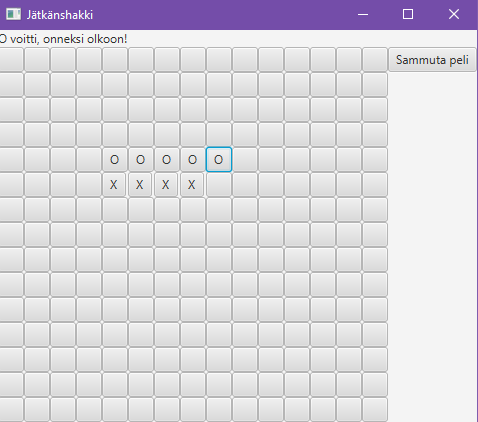 Jätkänshakki
O voitti, onneksi olkoon!
Sammuta peli
O O O O O
X X X X